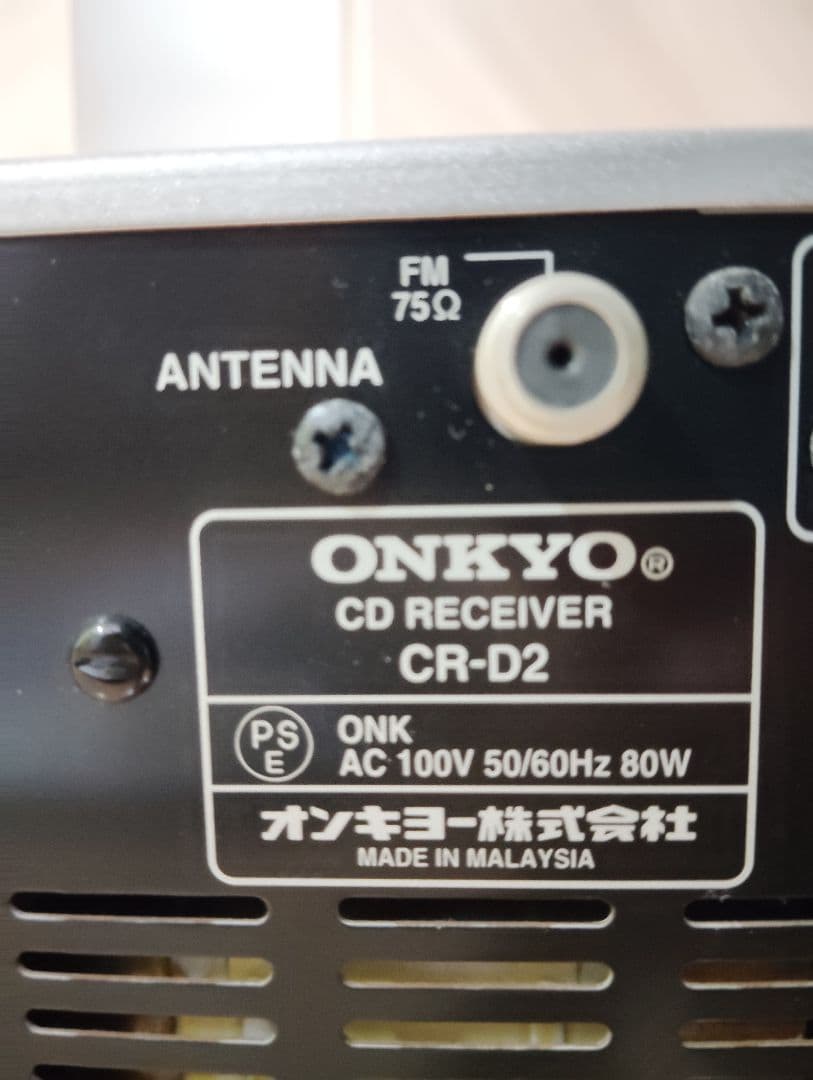 FM
75Ω
ANTENNA
ONKYO®
CD RECEIVER
CR-D2
PSE
ONK
AC 100V 50/60Hz 80W
オンキヨー株式会社
MADE IN MALAYSIA